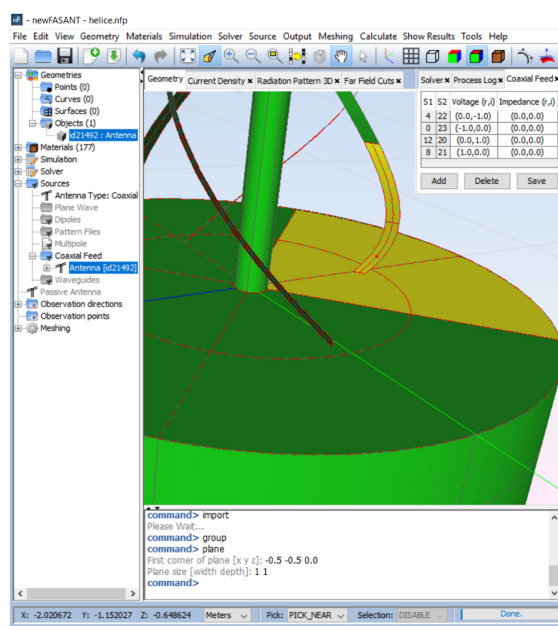 nF - newFASANT - helice.nfp
File Edit View Geometry Materials Simulation Solver Source Output Meshing Calculate Show Results Tools Help
Geometries
Points (0)
Curves (0)
Surfaces (0)
Objects (1)
id21492 : Antenna
Materials (177)
Simulation
Solver
Sources
Antenna Type: Coaxial
Plane Wave
Dipoles
Pattern Files
Multipole
Coaxial Feed
Antenna [id21492]
Waveguides
Passive Antenna
Observation directions
Observation points
Meshing
Geometry Current Density × Radiation Pattern 3D × Far Field Cuts ×
Solver × Process Log × Coaxial Feed ×
S1 S2 Voltage (r,i) Impedance (r,i)
4 22 (0.0,-1.0) (0.0,0.0)
0 23 (-1.0,0.0) (0.0,0.0)
12 20 (0.0,1.0) (0.0,0.0)
8 21 (1.0,0.0) (0.0,0.0)
Add Delete Save
command> import
Please Wait...
command> group
command> plane
First corner of plane [x y z]: -0.5 -0.5 0.0
Plane size [width depth]: 1 1
command>
X: -2.020672 Y: -1.152027 Z: -0.648624 Meters Pick: PICK_NEAR Selection: DISABLE Done.